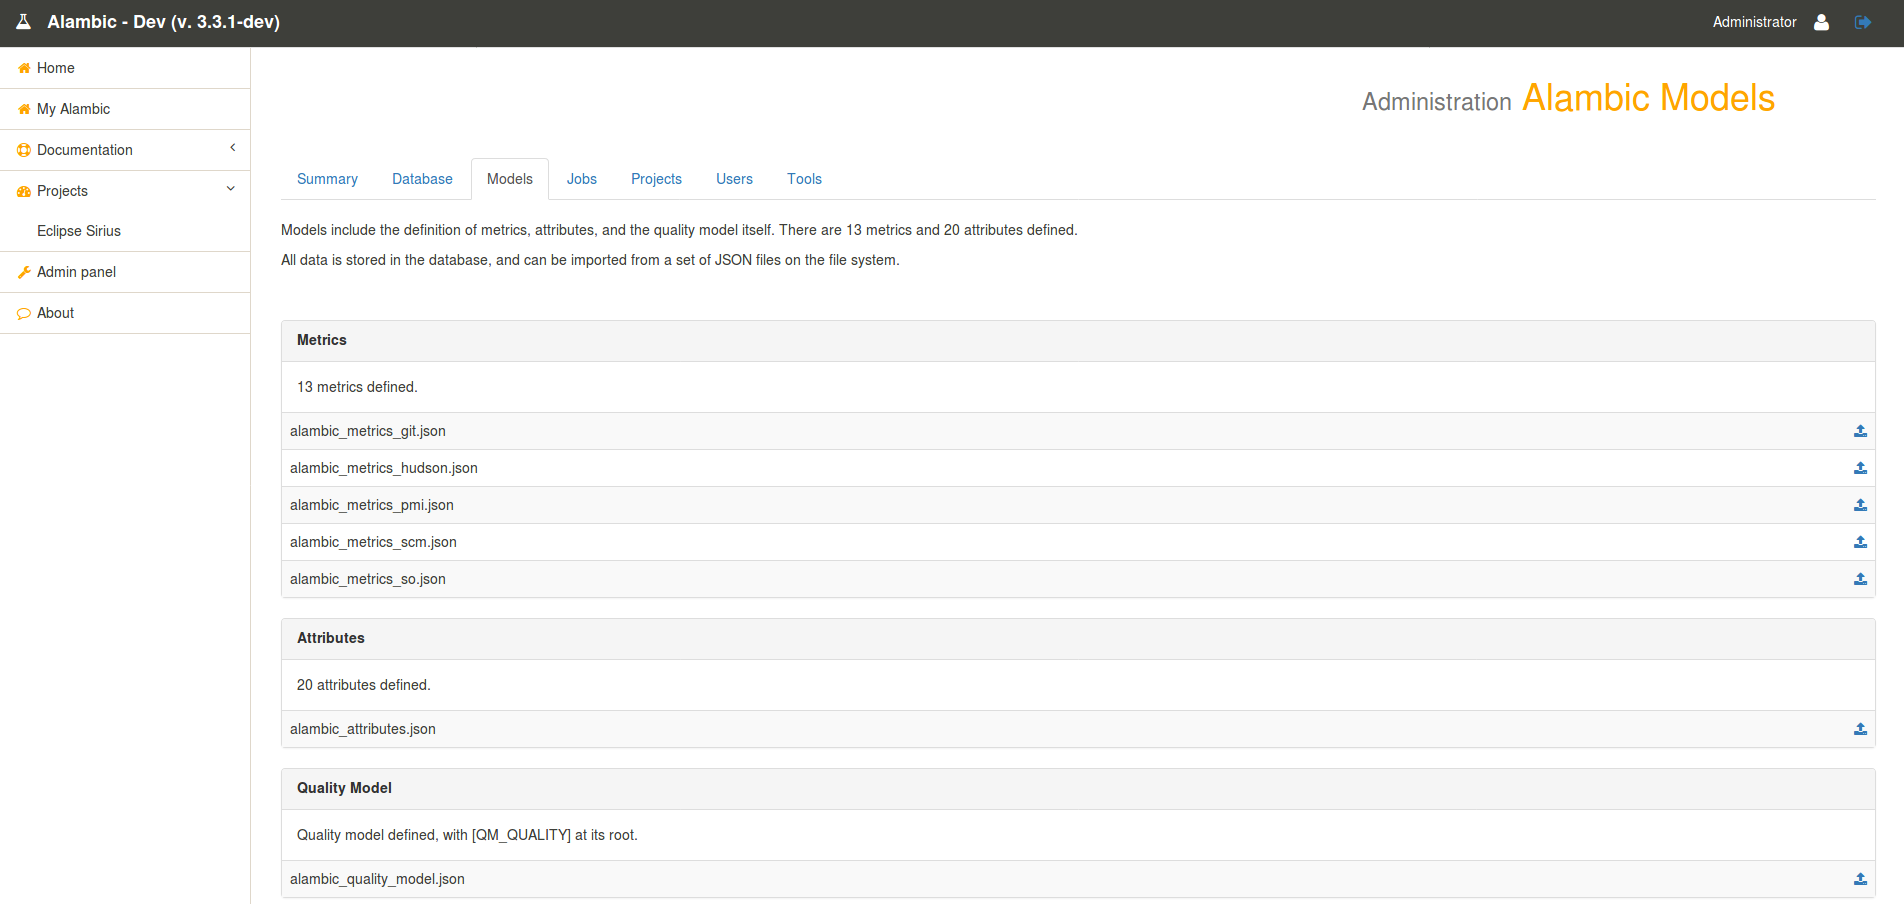 Alambic - Dev (v. 3.3.1-dev)
Administrator
Home
My Alambic
Documentation
Projects
Eclipse Sirius
Admin panel
About
Administration Alambic Models
Summary Database Models Jobs Projects Users Tools
Models include the definition of metrics, attributes, and the quality model itself. There are 13 metrics and 20 attributes defined.
All data is stored in the database, and can be imported from a set of JSON files on the file system.
Metrics
13 metrics defined.
alambic_metrics_git.json
alambic_metrics_hudson.json
alambic_metrics_pmi.json
alambic_metrics_scm.json
alambic_metrics_so.json
Attributes
20 attributes defined.
alambic_attributes.json
Quality Model
Quality model defined, with [QM_QUALITY] at its root.
alambic_quality_model.json